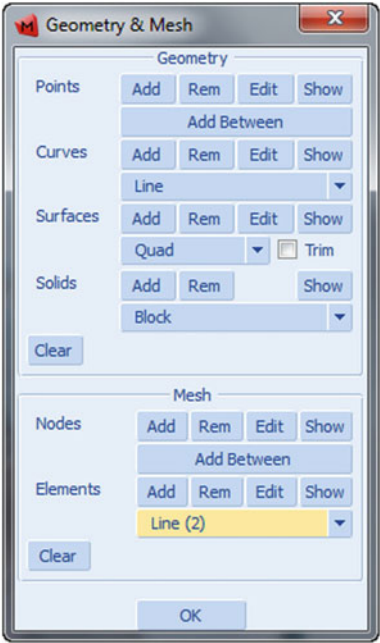 Geometry & Mesh
Geometry
Points Add Rem Edit Show
Add Between
Curves Add Rem Edit Show
Line
Surfaces Add Rem Edit Show
Quad Trim
Solids Add Rem Show
Block
Clear
Mesh
Nodes Add Rem Edit Show
Add Between
Elements Add Rem Edit Show
Line (2)
Clear
OK